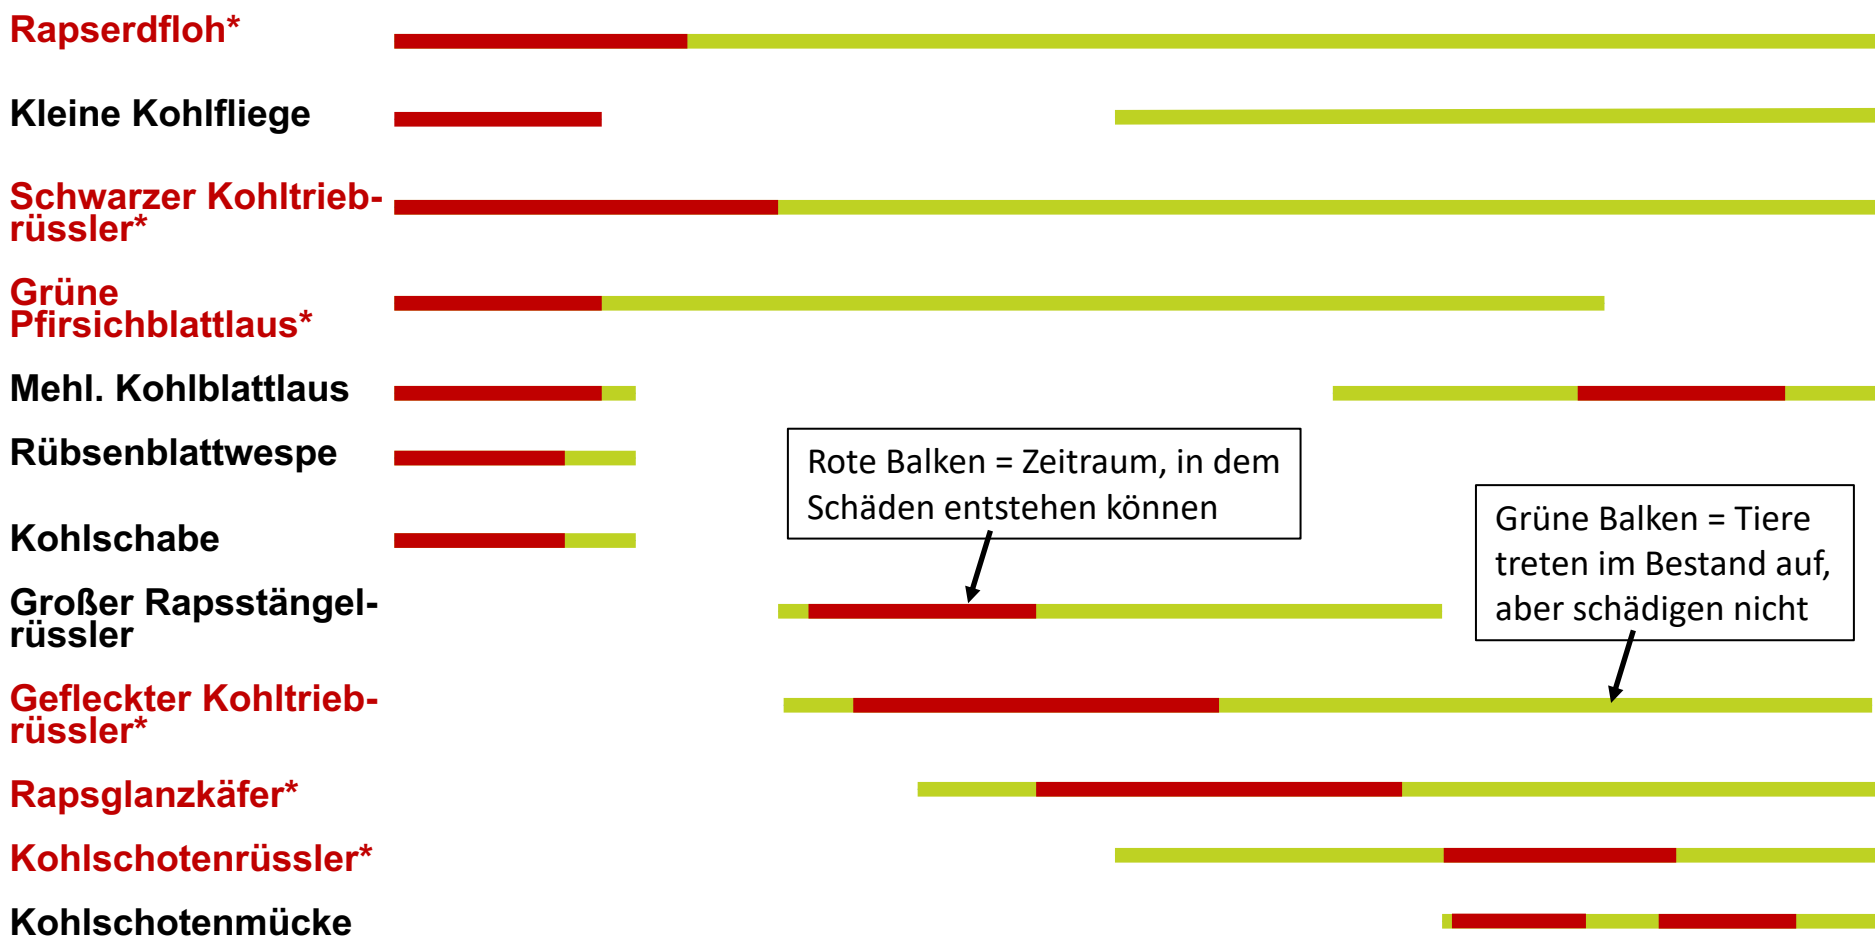 Rapserdfloh*
Kleine Kohlfliege
Schwarzer Kohltrieb-
rüssler*
Grüne
Pfirsichblattlaus*
Mehl. Kohlblattlaus
Rübsenblattwespe
Rote Balken = Zeitraum, in dem
Schäden entstehen können
Grüne Balken = Tiere
treten im Bestand auf,
aber schädigen nicht
Kohlschabe
Großer Rapsstängel-
rüssler
Gefleckter Kohltrieb-
rüssler*
Rapsglanzkäfer*
Kohlschotenrüssler*
Kohlschotenmücke